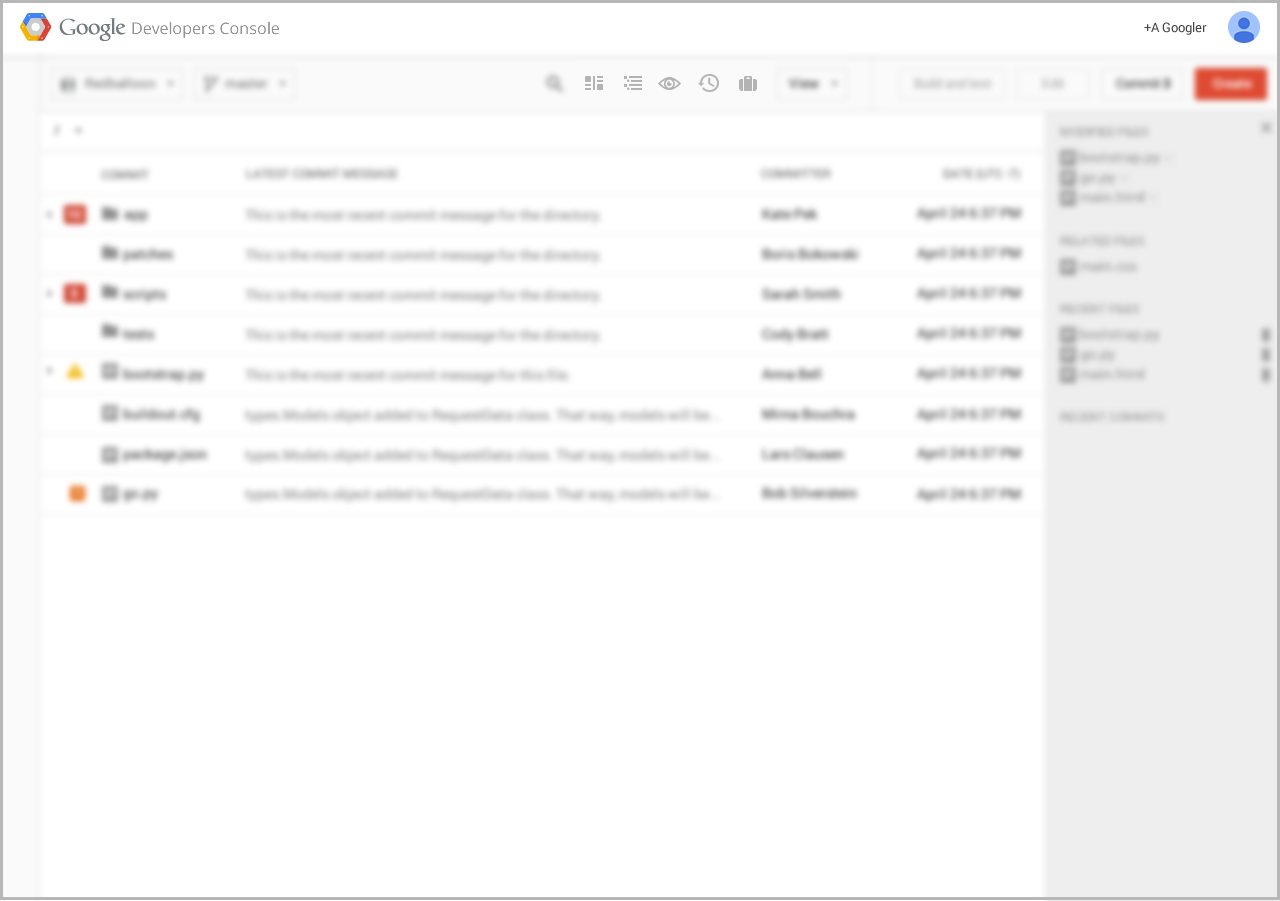 Google Developers Console
+A Googler
master View Build and test Edit Commit 3 Create
COMMIT LATEST COMMIT MESSAGE COMMITTER DATE (UTC -7)
app This is the most recent commit message for the directory. Kate Pek April 24 6:37 PM
patches This is the most recent commit message for the directory. Boris Bokowski April 24 6:37 PM
scripts This is the most recent commit message for the directory. Sarah Smith April 24 6:37 PM
tests This is the most recent commit message for the directory. Cody Bratt April 24 6:37 PM
bootstrap.py This is the most recent commit message for this file. Anna Bell April 24 6:37 PM
buildout.cfg types.Models object added to RequestData class. That way, models will be... Mirna Bouchra April 24 6:37 PM
package.json types.Models object added to RequestData class. That way, models will be... Lars Clausen April 24 6:37 PM
go.py types.Models object added to RequestData class. That way, models will be... Bob Silverstein April 24 6:37 PM
MODIFIED FILES
bootstrap.py
go.py
main.html
RELATED FILES
main.css
RECENT FILES
bootstrap.py
go.py
main.html
RECENT COMMITS